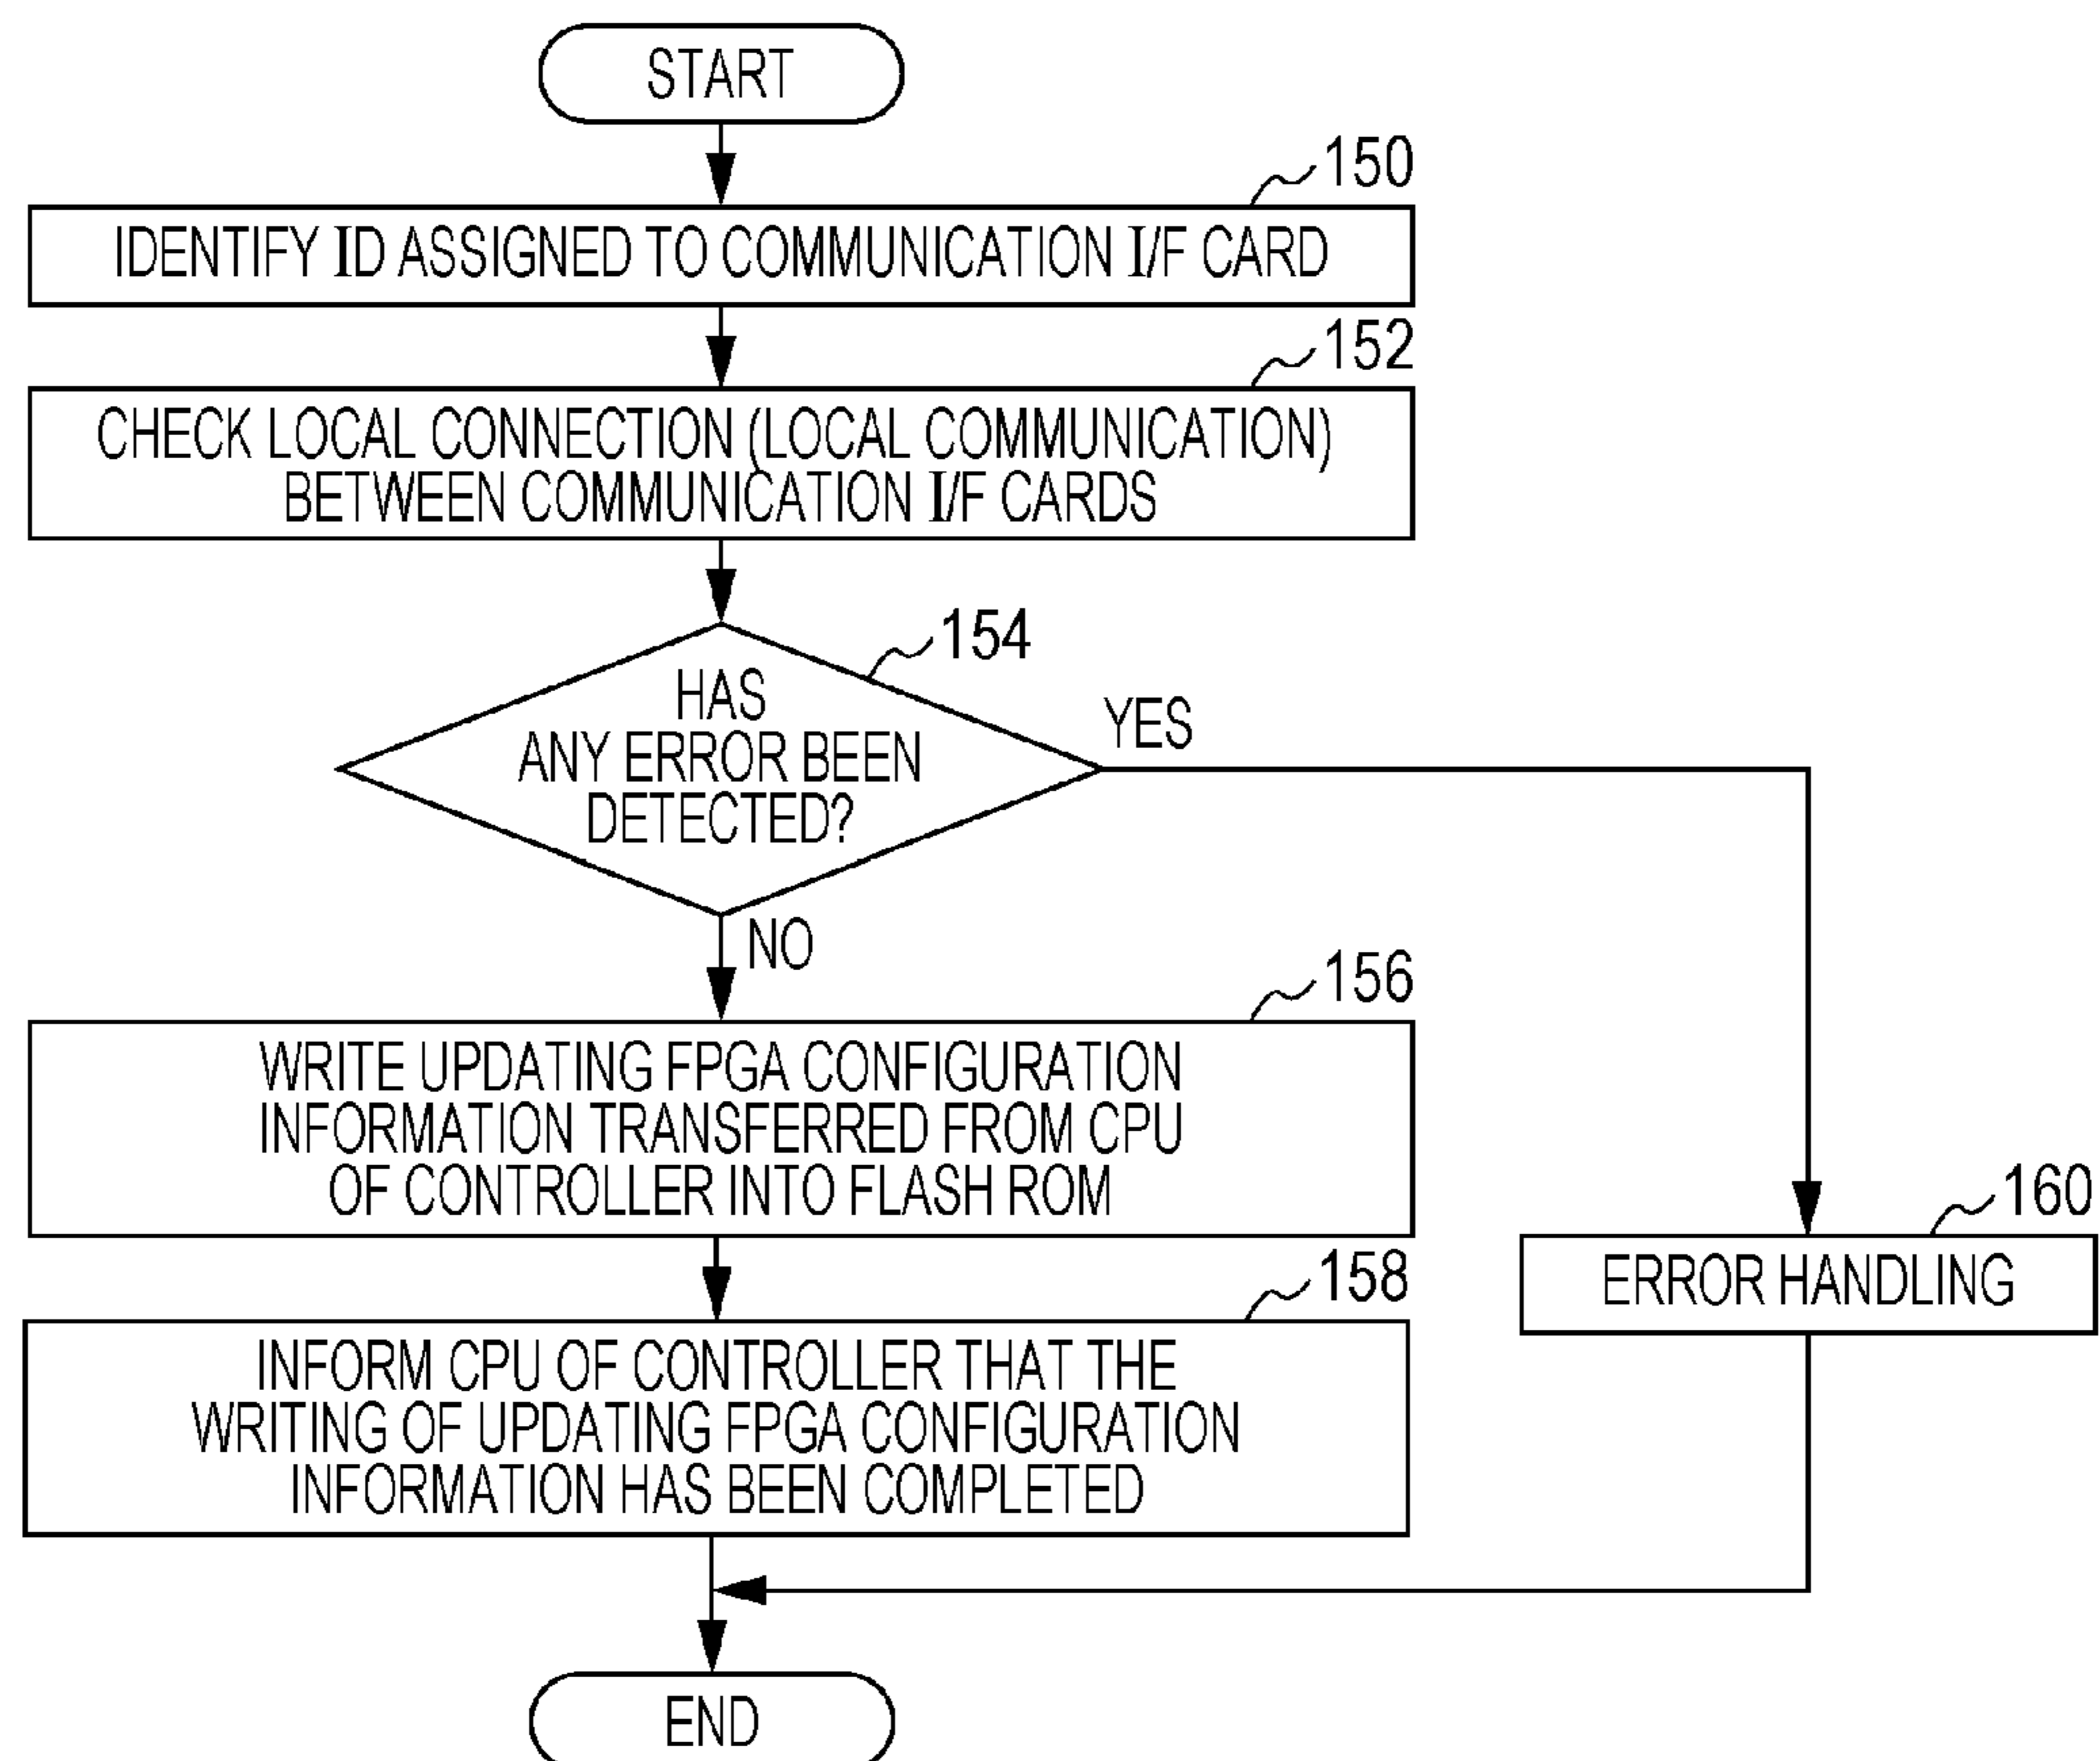 START
150
IDENTIFY ID ASSIGNED TO COMMUNICATION I/F CARD
152
CHECK LOCAL CONNECTION (LOCAL COMMUNICATION)
BETWEEN COMMUNICATION I/F CARDS
154
HAS
ANY ERROR BEEN
DETECTED?
YES
NO
156
WRITE UPDATING FPGA CONFIGURATION
INFORMATION TRANSFERRED FROM CPU
OF CONTROLLER INTO FLASH ROM
160
ERROR HANDLING
158
INFORM CPU OF CONTROLLER THAT THE
WRITING OF UPDATING FPGA CONFIGURATION
INFORMATION HAS BEEN COMPLETED
END